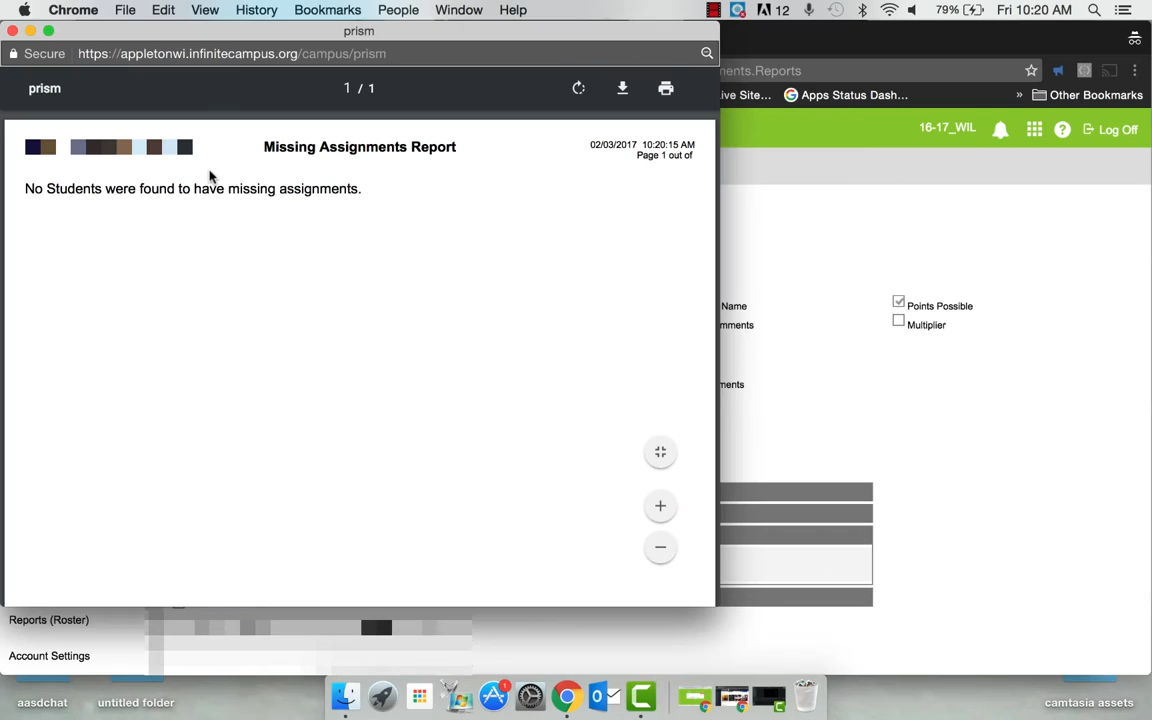 Chrome File Edit View History Bookmarks People Window Help 12 79% Fri 10:20 AM
prism
Secure https://appletonwi.infinitecampus.org/campus/prism
ments.Reports
prism 1 / 1
ive Site... Apps Status Dash... » Other Bookmarks
16-17_WIL ? Log Off
Missing Assignments Report
02/03/2017 10:20:15 AM
Page 1 out of
No Students were found to have missing assignments.
Name
Points Possible
mments
Multiplier
ments
Reports (Roster)
Account Settings
1
aasdchat
untitled folder
camtasia assets